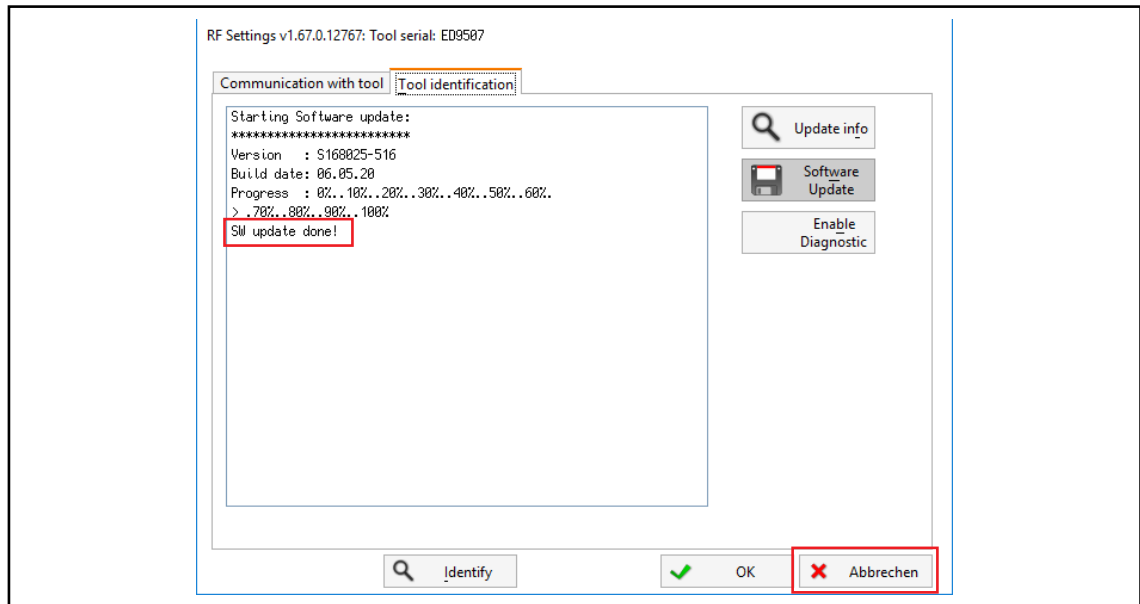 RF Settings v1.67.0.12767: Tool serial: ED9507
Communication with tool
Tool identification
Starting Software update:
*************************
Version   : S168025-516
Build date: 06.05.20
Progress  : 0%..10%..20%..30%..40%..50%..60%.
> .70%..80%..90%..100%
SW update done!
Update info
Software
Update
Enable
Diagnostic
Identify
OK
Abbrechen